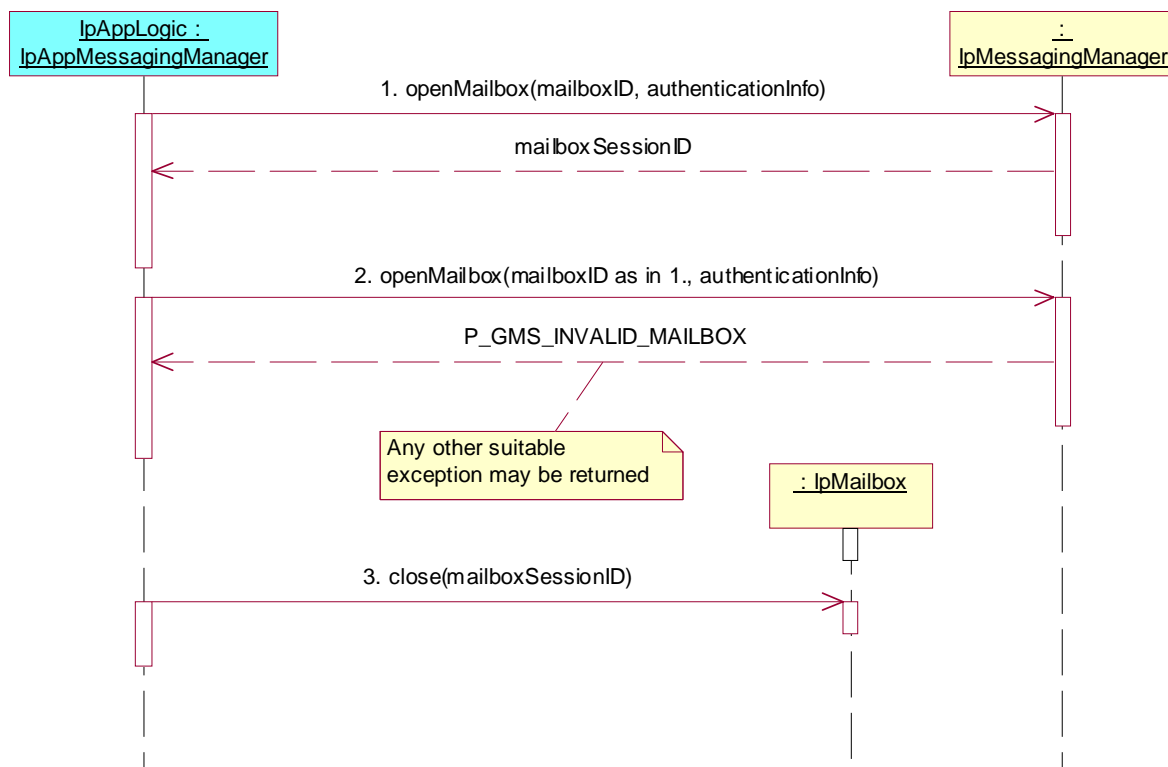 IpAppLogic :
IpAppMessagingManager
:
IpMessagingManager
1. openMailbox(mailboxID, authenticationInfo)
mailboxSessionID
2. openMailbox(mailboxID as in 1., authenticationInfo)
P_GMS_INVALID_MAILBOX
Any other suitable
exception may be returned
: IpMailbox
3. close(mailboxSessionID)